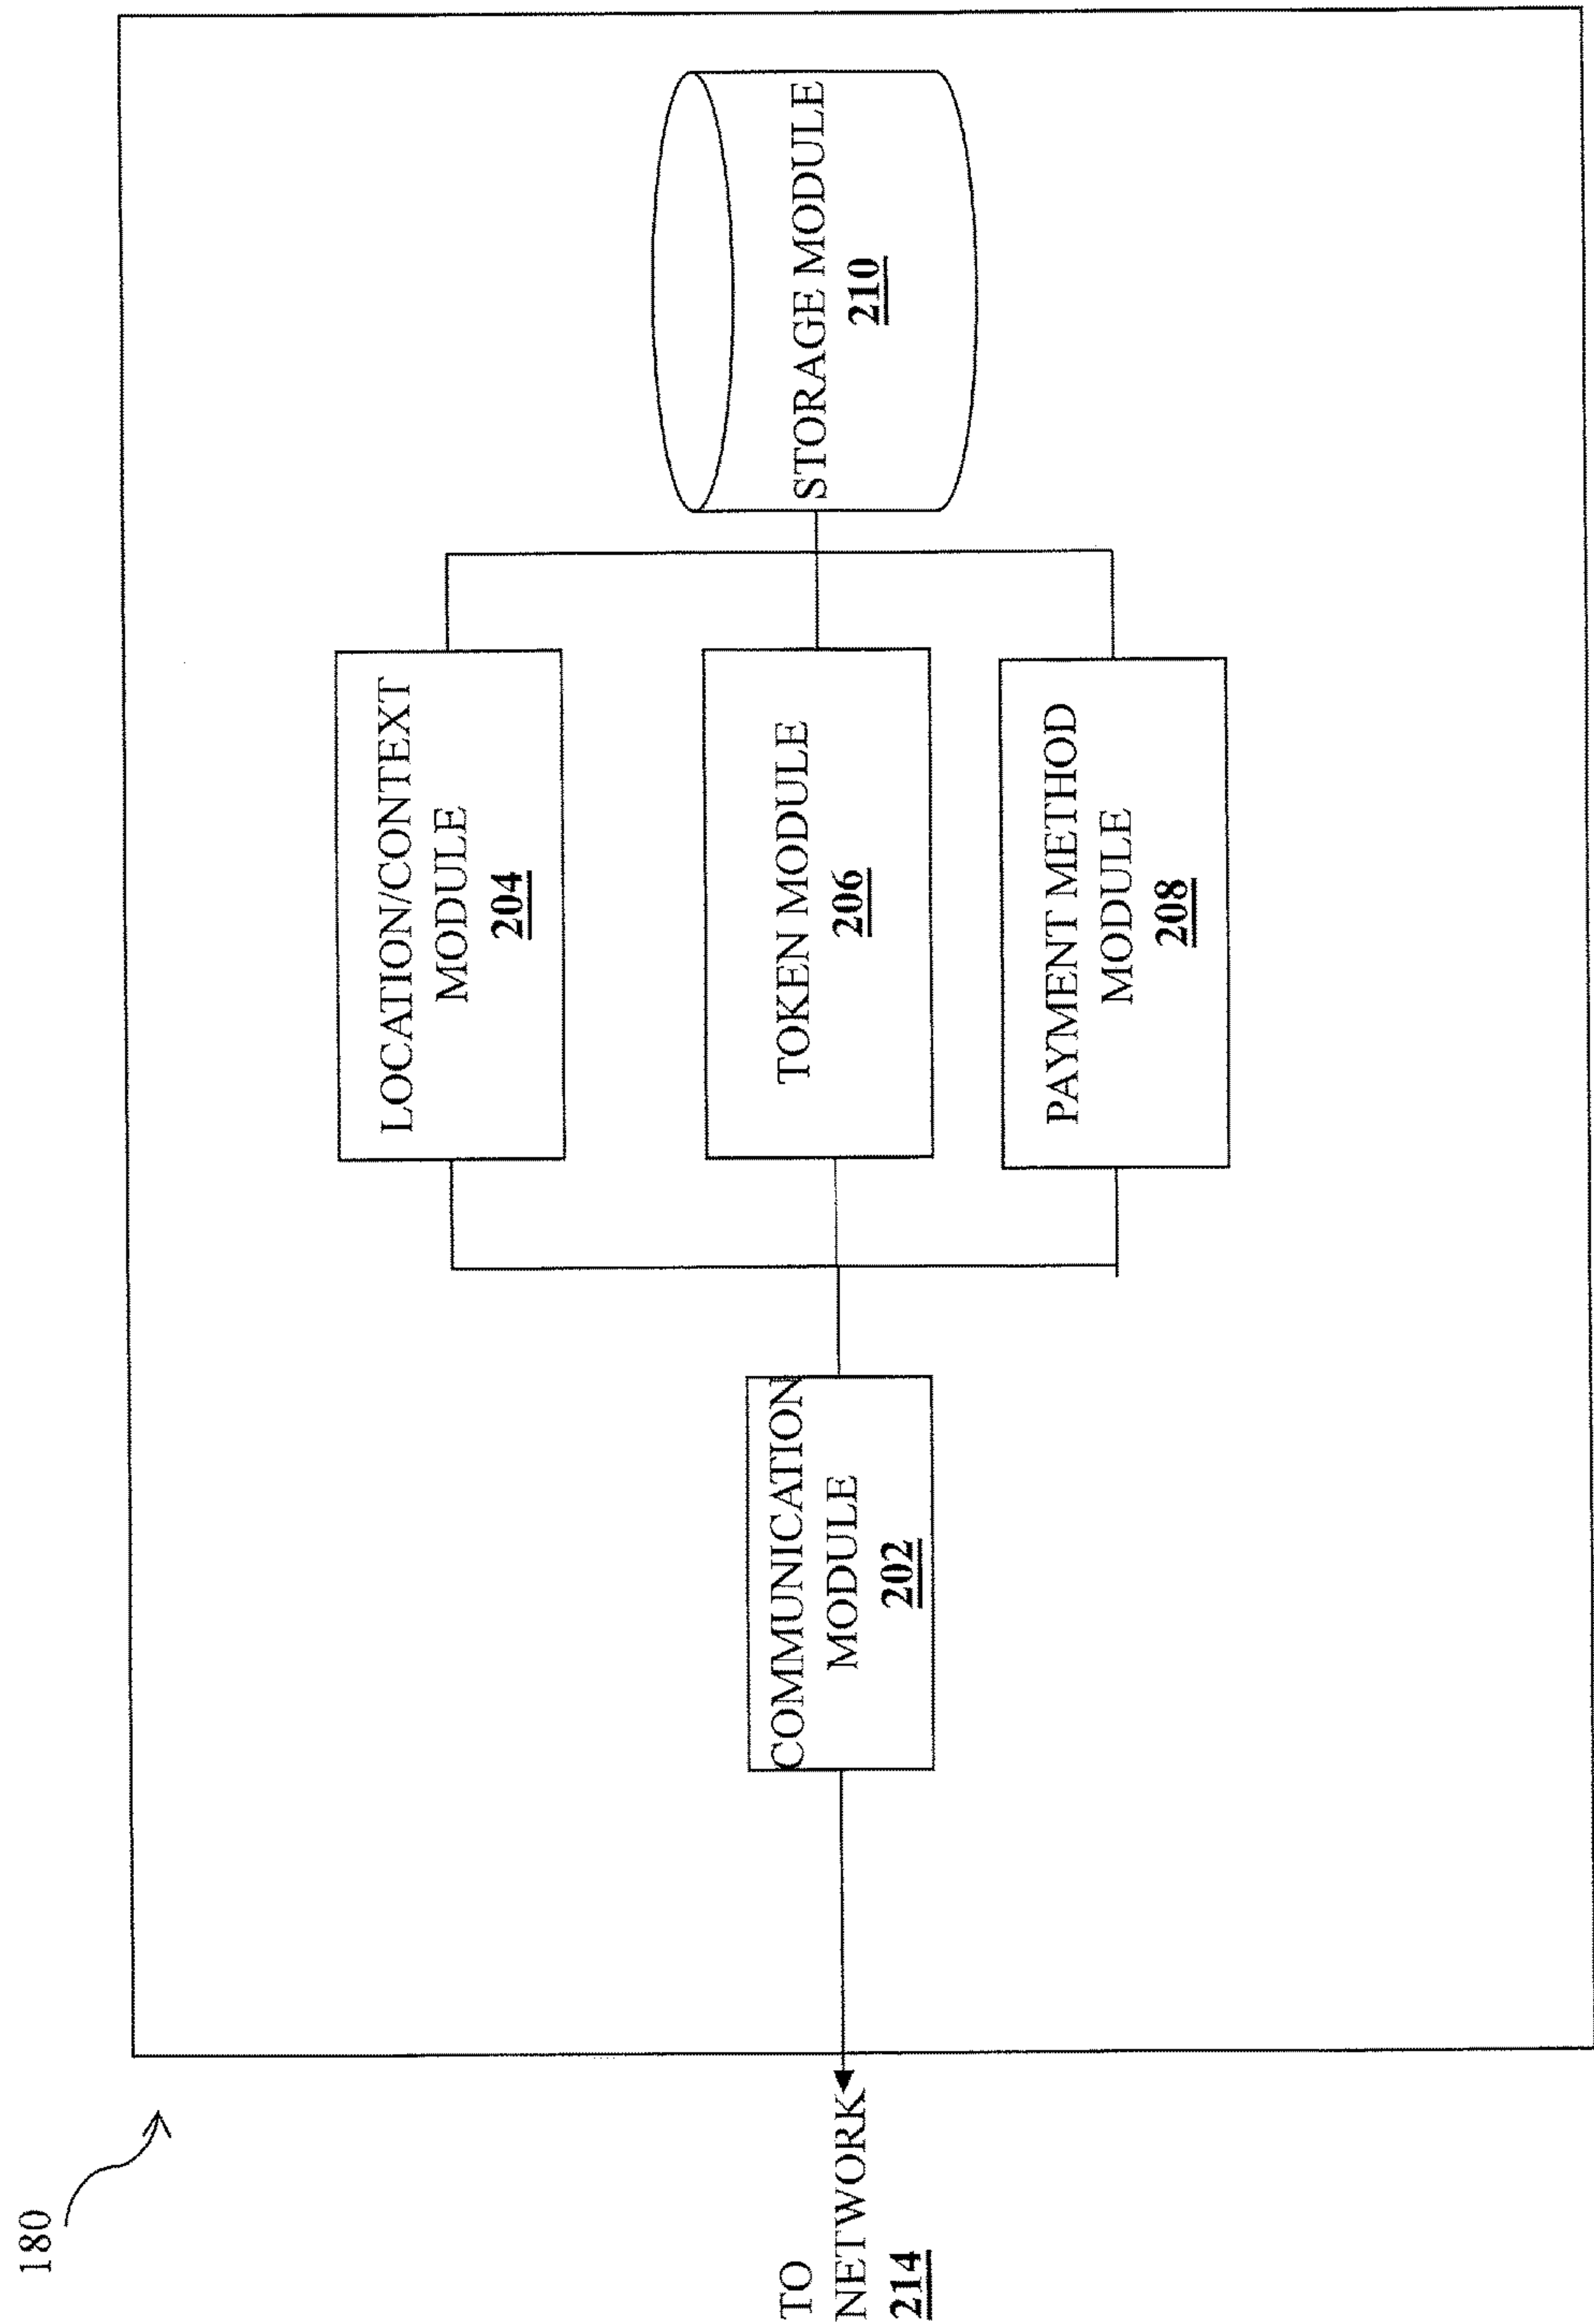 180
TO
NETWORK
214
COMMUNICATION
MODULE
202
LOCATION/CONTEXT
MODULE
204
TOKEN MODULE
206
PAYMENT METHOD
MODULE
208
STORAGE MODULE
210